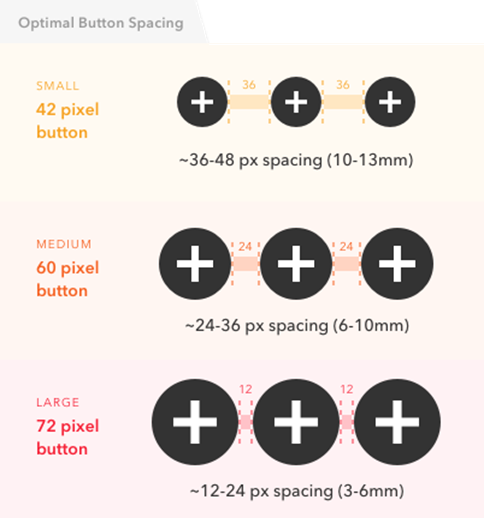 Optimal Button Spacing
SMALL
42 pixel
button
36 36
~36-48 px spacing (10-13mm)
MEDIUM
60 pixel
button
24 24
~24-36 px spacing (6-10mm)
LARGE
72 pixel
button
12 12
~12-24 px spacing (3-6mm)